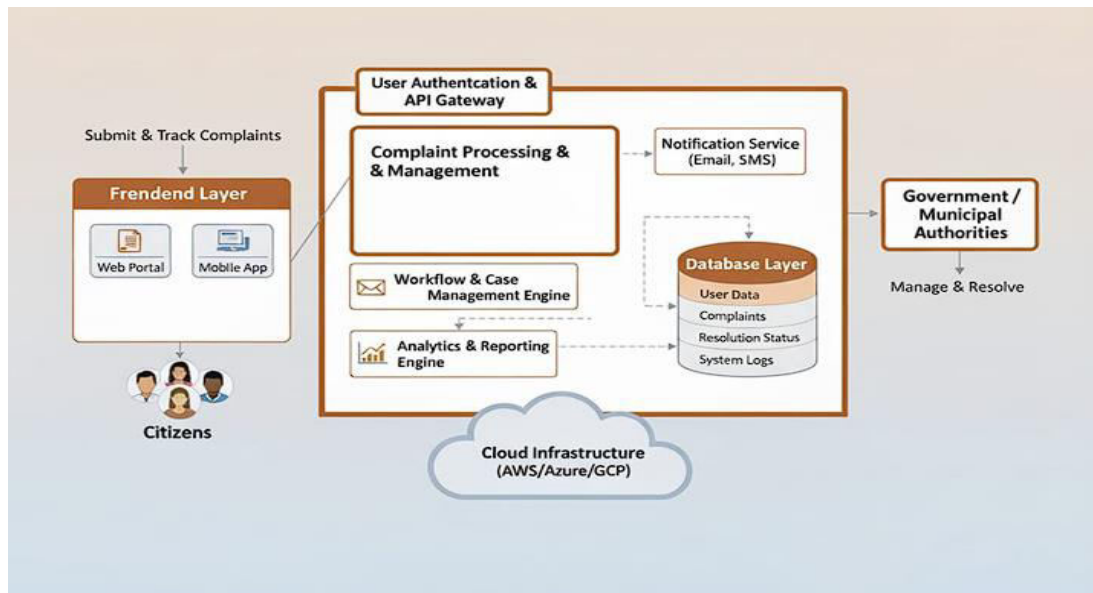 User Authentcation &
API Gateway
Submit & Track Complaints
Frendend Layer
Web Portal
Moblle App
Citizens
Complaint Processing &
& Management
Notification Service
(Email, SMS)
Workflow & Case
Management Engine
Analytics & Reporting
Engine
Database Layer
User Data
Complaints
Resolution Status
System Logs
Government /
Municipal
Authorities
Manage & Resolve
Cloud Infrastructure
(AWS/Azure/GCP)